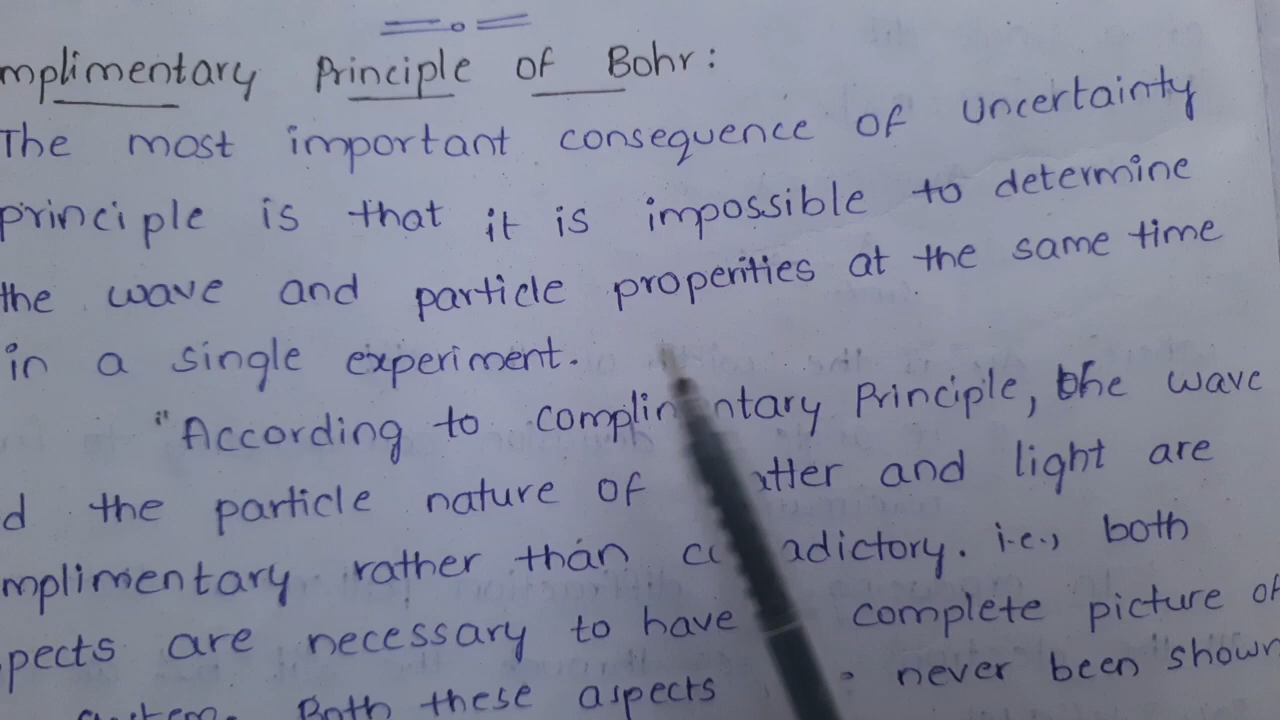 mplimentary Principle of Bohr:
The most important consequence of uncertainty
principle is that it is impossible to determine
the wave and particle properities at the same time
in a single experiment.
"According to complim ntary Principle, the wave
d the particle nature of atter and light are
mplimentary rather than co adictory. i.e., both
pects are necessary to have complete picture of
Both these aspects never been shown